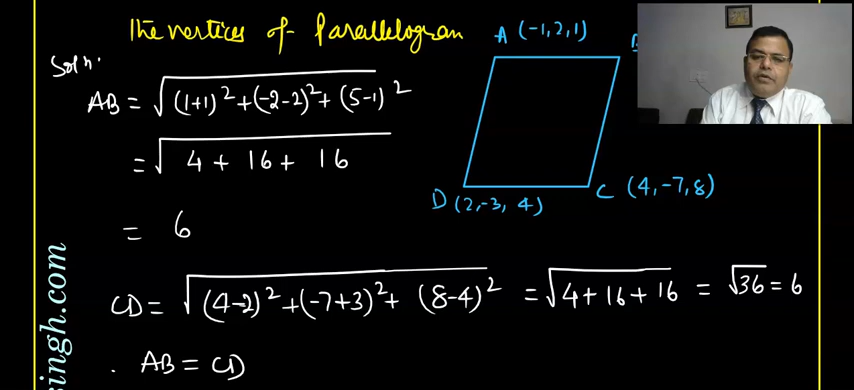 The vertices of Parallelogram
A (-1,2,1)
Solⁿ.
AB = √((1+1)²+(-2-2)²+(5-1)²)
= √(4 + 16 + 16)
= 6
D (2,-3, 4)
C (4,-7,8)
CD = √((4-2)²+(-7+3)²+(8-4)²) = √(4+16+16) = √36 = 6
. AB = CD
singh.com